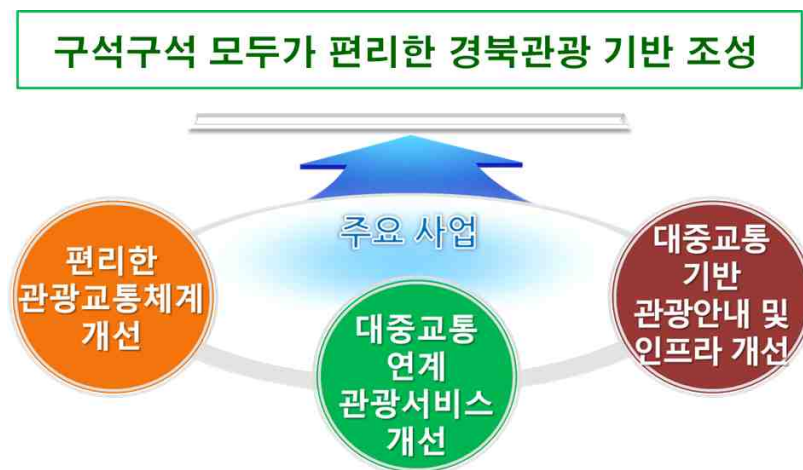 구석구석 모두가 편리한 경북관광 기반 조성
주요 사업
편리한
관광교통체계
개선
대중교통
연계
관광서비스
개선
대중교통
기반
관광안내 및
인프라 개선